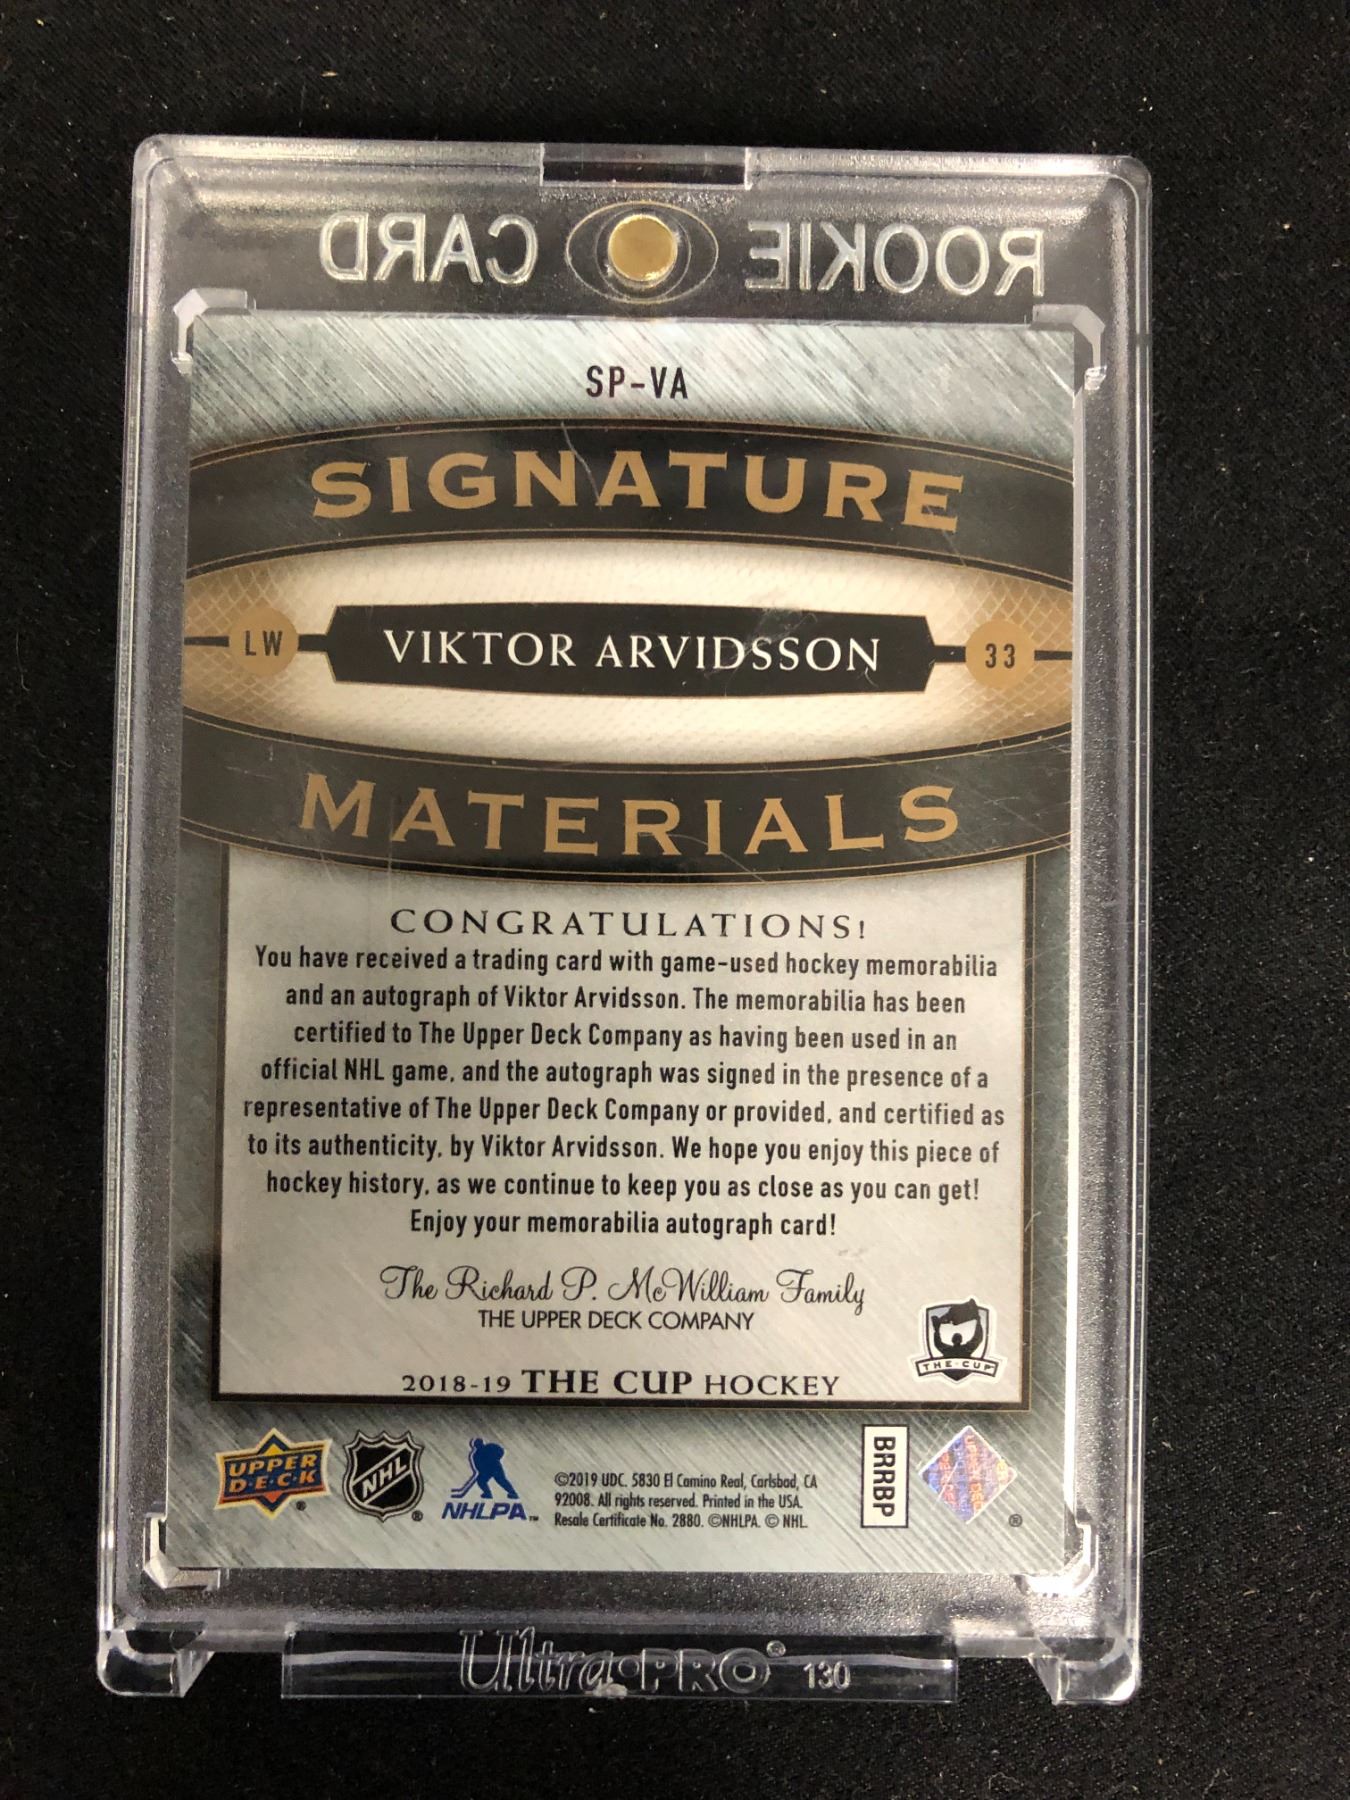 ROOKIE CARD
SP-VA
SIGNATURE
LW VIKTOR ARVIDSSON 33
MATERIALS
CONGRATULATIONS!
You have received a trading card with game-used hockey memorabilia
and an autograph of Viktor Arvidsson. The memorabilia has been
certified to The Upper Deck Company as having been used in an
official NHL game, and the autograph was signed in the presence of a
representative of The Upper Deck Company or provided, and certified as
to its authenticity, by Viktor Arvidsson. We hope you enjoy this piece of
hockey history, as we continue to keep you as close as you can get!
Enjoy your memorabilia autograph card!
The Richard P. McWilliam Family
THE UPPER DECK COMPANY
THE·CUP
2018-19 THE CUP HOCKEY
UPPER
D·E·C·K ®
NHL ®
NHLPA™
©2019 UDC. 5830 El Camino Real, Carlsbad, CA
92008. All rights reserved. Printed in the USA.
Resale Certificate No. 2880. ©NHLPA. © NHL.
BRRBP
®
Ultra·PRO® 130